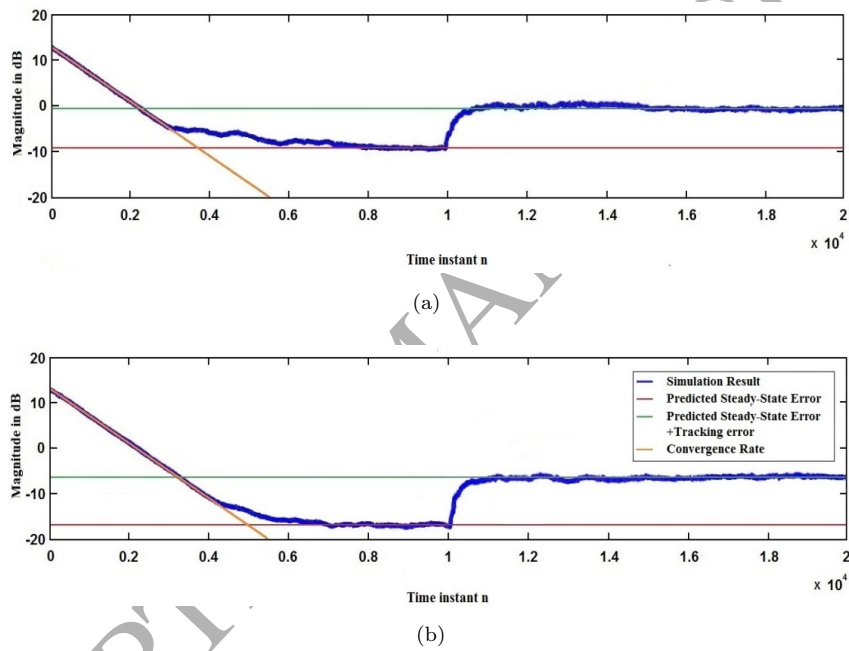 20
10
0
-10
-20
Magnitude in dB
0 0.2 0.4 0.6 0.8 1 1.2 1.4 1.6 1.8 2
x 10^4
Time instant n
(a)
20
10
0
-10
-20
Magnitude in dB
Simulation Result
Predicted Steady-State Error
Predicted Steady-State Error
+Tracking error
Convergence Rate
0 0.2 0.4 0.6 0.8 1 1.2 1.4 1.6 1.8 2
x 10^4
Time instant n
(b)